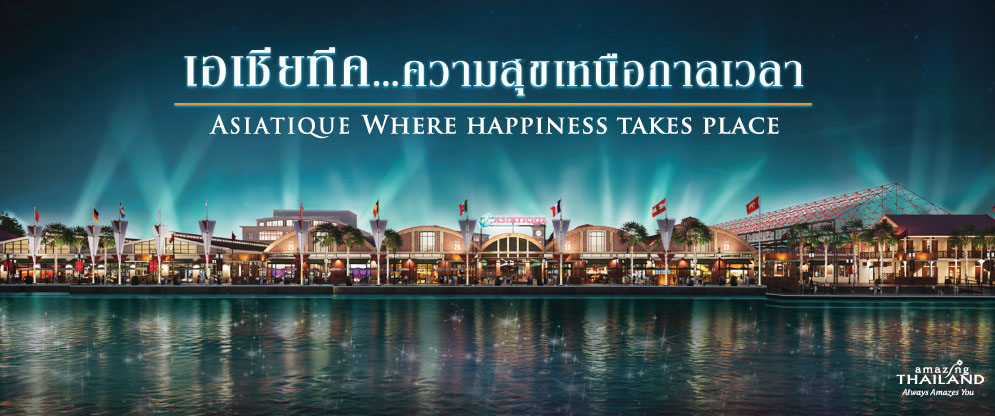 เอเชียทีค...ความสุขเหนือกาลเวลา
ASIATIQUE WHERE HAPPINESS TAKES PLACE
ASIATIQUE
amazing
THAILAND
Always Amazes You